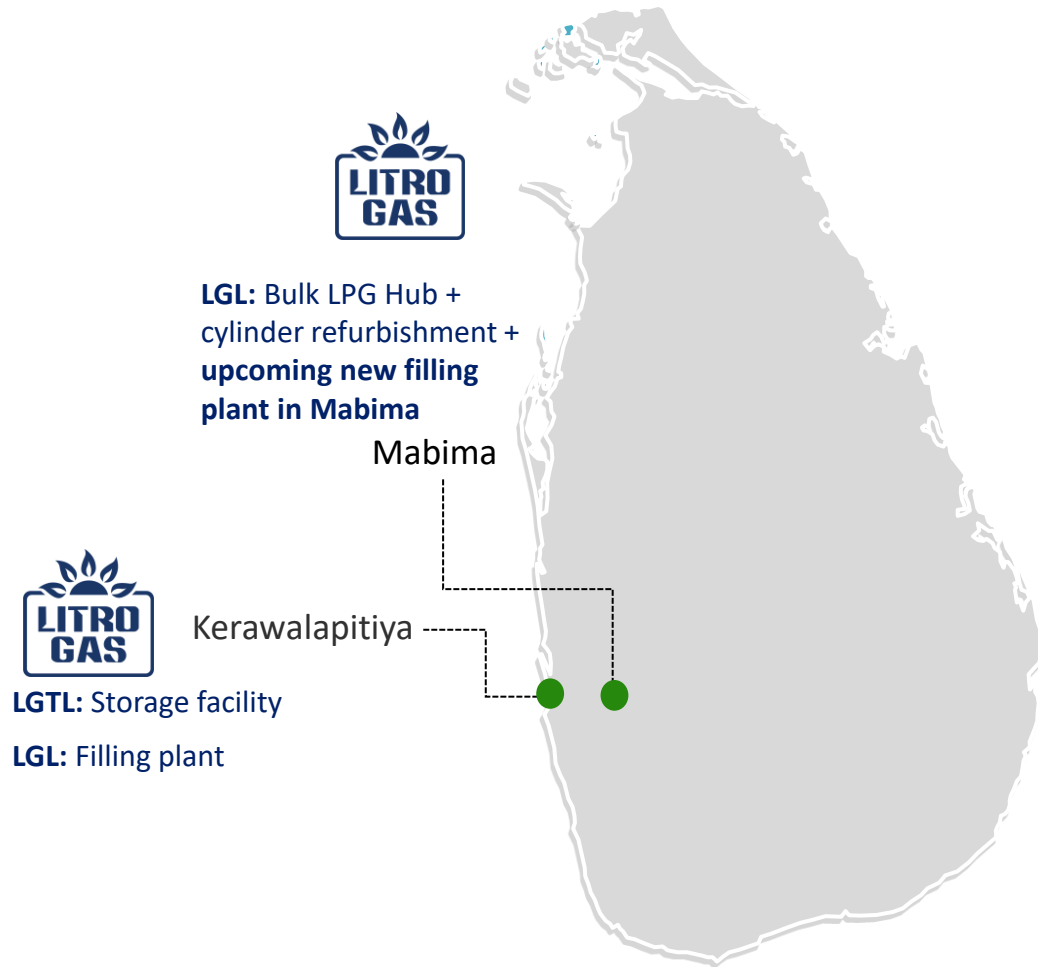 LITRO
GAS
LGL: Bulk LPG Hub +
cylinder refurbishment +
upcoming new filling
plant in Mabima
Mabima
LITRO
GAS
Kerawalapitiya
LGTL: Storage facility
LGL: Filling plant